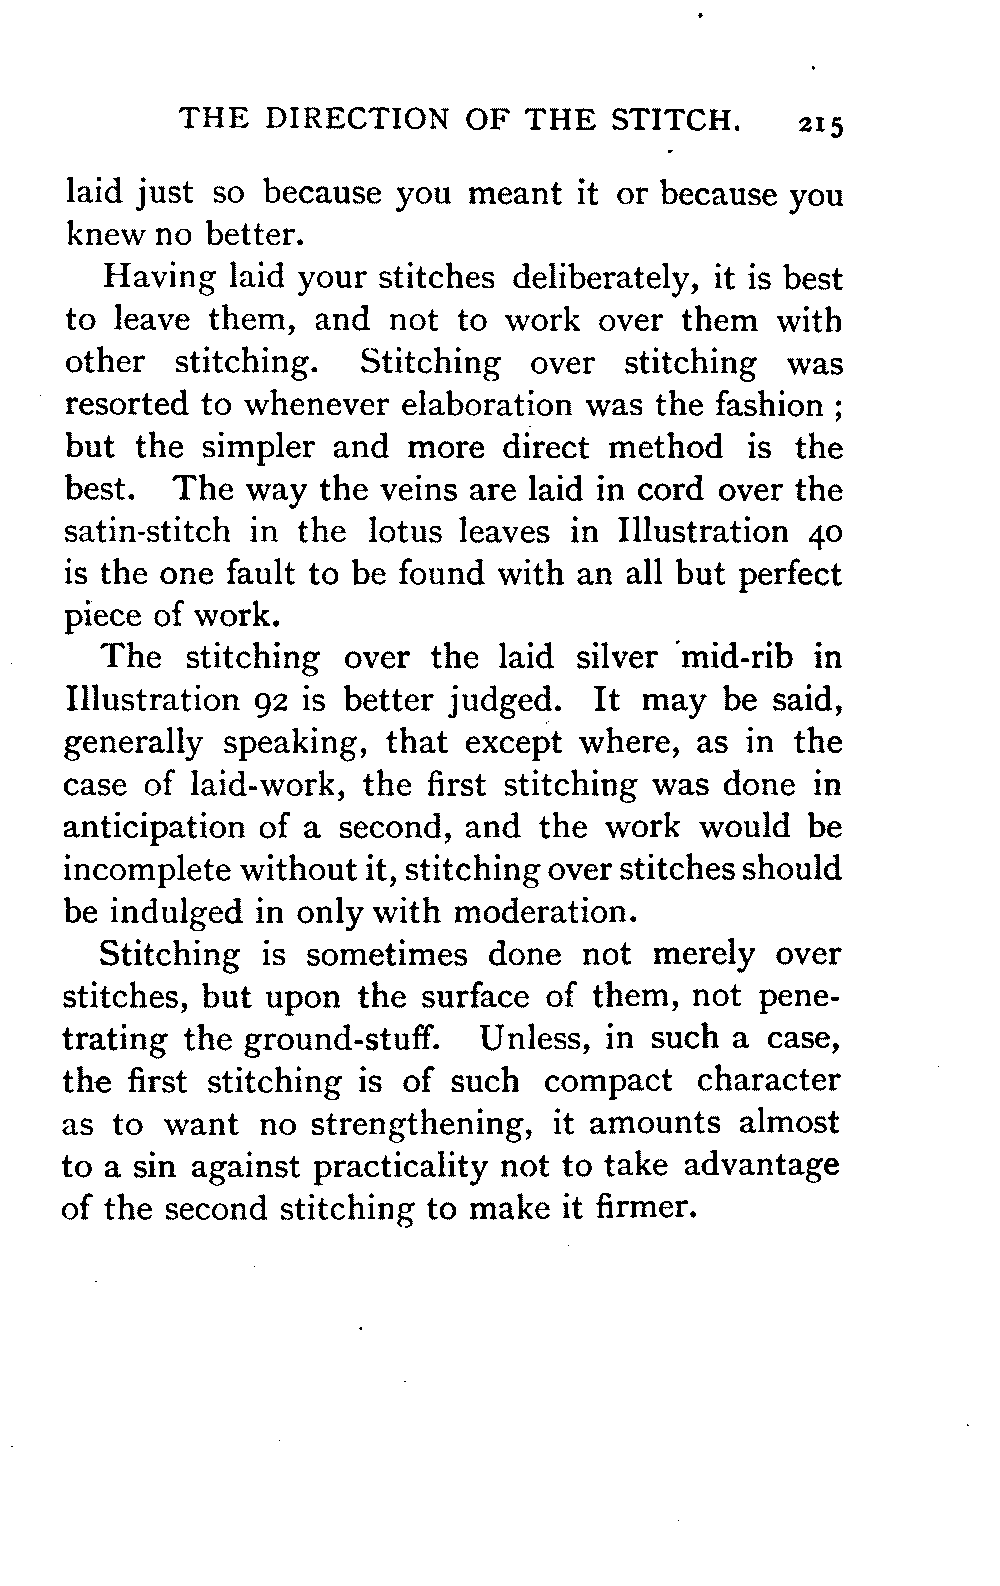 THE DIRECTION OF THE STITCH. 215
laid just so because you meant it or because you
knew no better.
Having laid your stitches deliberately, it is best
to leave them, and not to work over them with
other stitching. Stitching over stitching was
resorted to whenever elaboration was the fashion ;
but the simpler and more direct method is the
best. The way the veins are laid in cord over the
satin-stitch in the lotus leaves in Illustration 40
is the one fault to be found with an all but perfect
piece of work.
The stitching over the laid silver mid-rib in
Illustration 92 is better judged. It may be said,
generally speaking, that except where, as in the
case of laid-work, the first stitching was done in
anticipation of a second, and the work would be
incomplete without it, stitching over stitches should
be indulged in only with moderation.
Stitching is sometimes done not merely over
stitches, but upon the surface of them, not pene-
trating the ground-stuff. Unless, in such a case,
the first stitching is of such compact character
as to want no strengthening, it amounts almost
to a sin against practicality not to take advantage
of the second stitching to make it firmer.